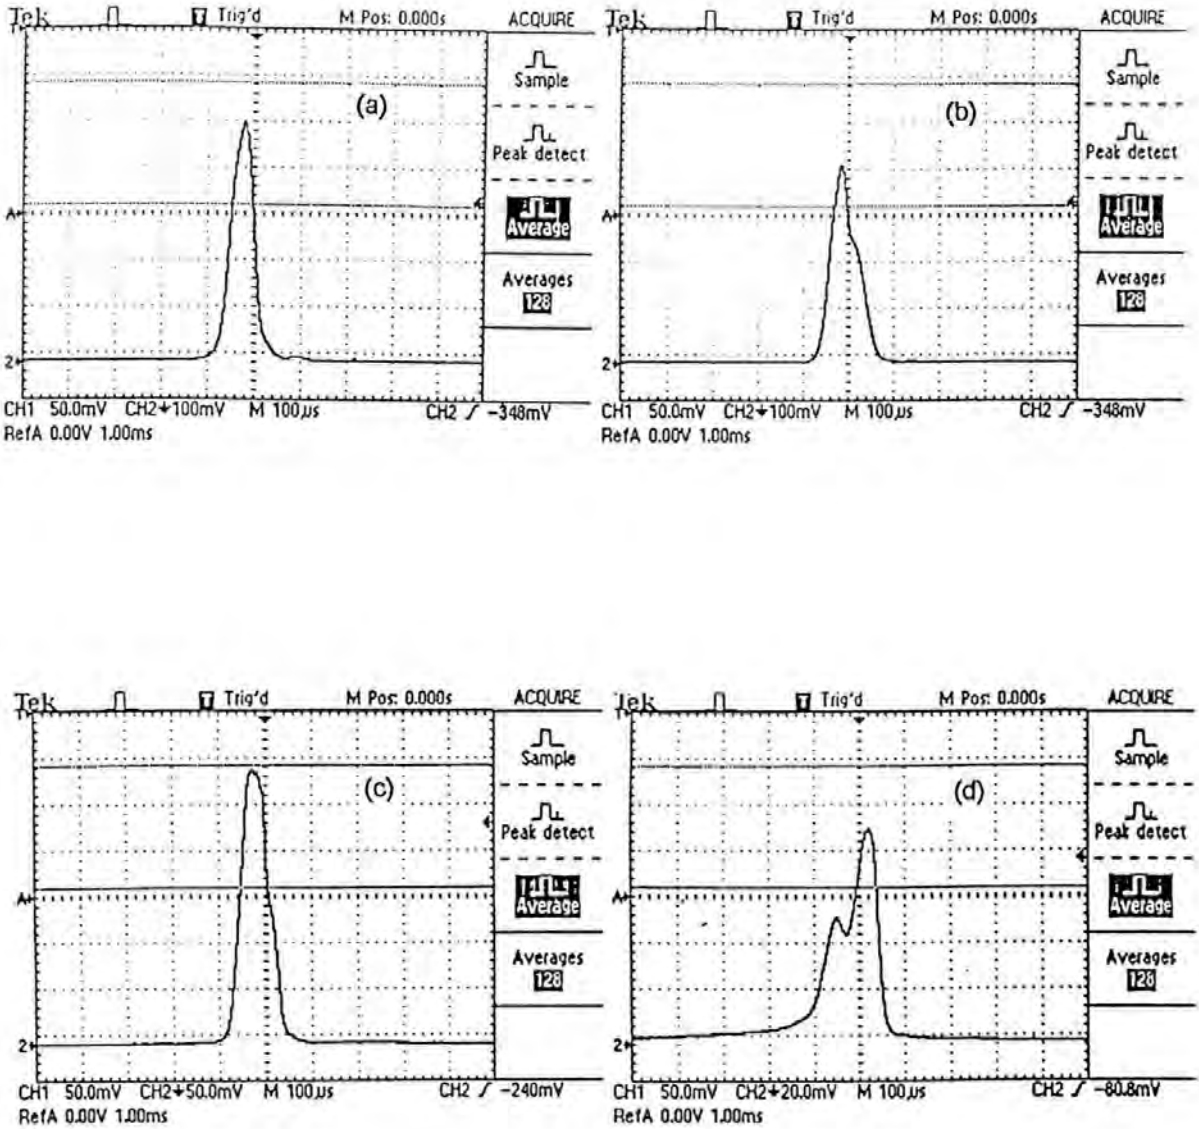 Tek Trig'd M Pos: 0.000s ACQUIRE
Sample
(a)
Peak detect
Average
Averages
128
CH1 50.0mV CH2 100mV M 100µs CH2 -348mV
RefA 0.00V 1.00ms
Tek Trig'd M Pos: 0.000s ACQUIRE
Sample
(b)
Peak detect
Average
Averages
128
CH1 50.0mV CH2 100mV M 100µs CH2 -348mV
RefA 0.00V 1.00ms
Tek Trig'd M Pos: 0.000s ACQUIRE
Sample
(c)
Peak detect
Average
Averages
128
CH1 50.0mV CH2 50.0mV M 100µs CH2 -240mV
RefA 0.00V 1.00ms
Tek Trig'd M Pos: 0.000s ACQUIRE
Sample
(d)
Peak detect
Average
Averages
128
CH1 50.0mV CH2 20.0mV M 100µs CH2 -80.8mV
RefA 0.00V 1.00ms